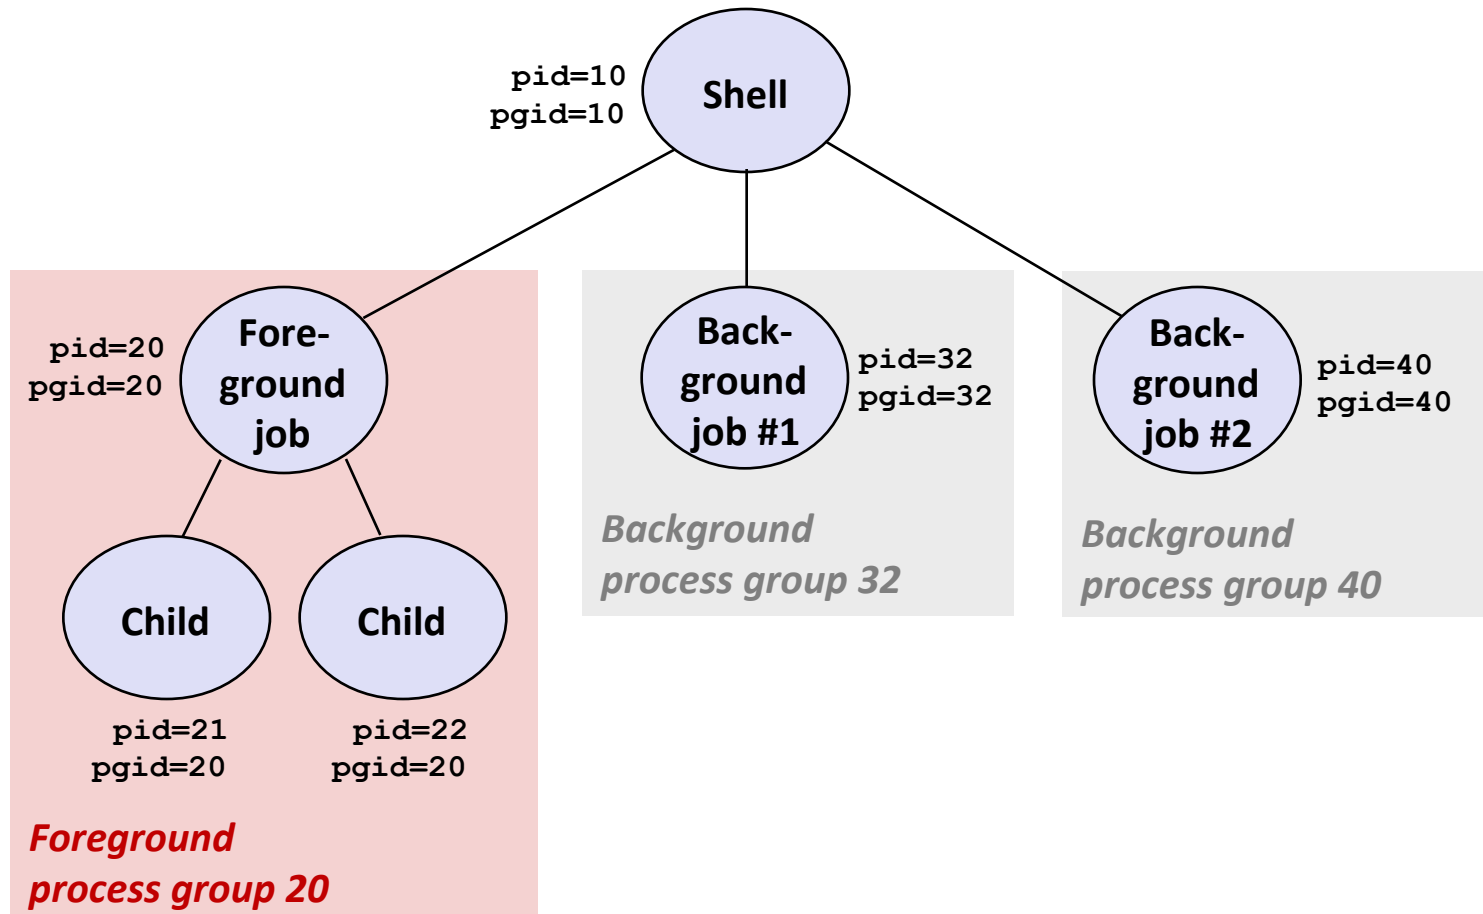 pid=10
pgid=10
Shell
pid=20
pgid=20
Fore-
ground
job
Back-
ground
job #1
pid=32
pgid=32
Back-
ground
job #2
pid=40
pgid=40
Background
process group 32
Background
process group 40
Child
Child
pid=21
pgid=20
pid=22
pgid=20
Foreground
process group 20